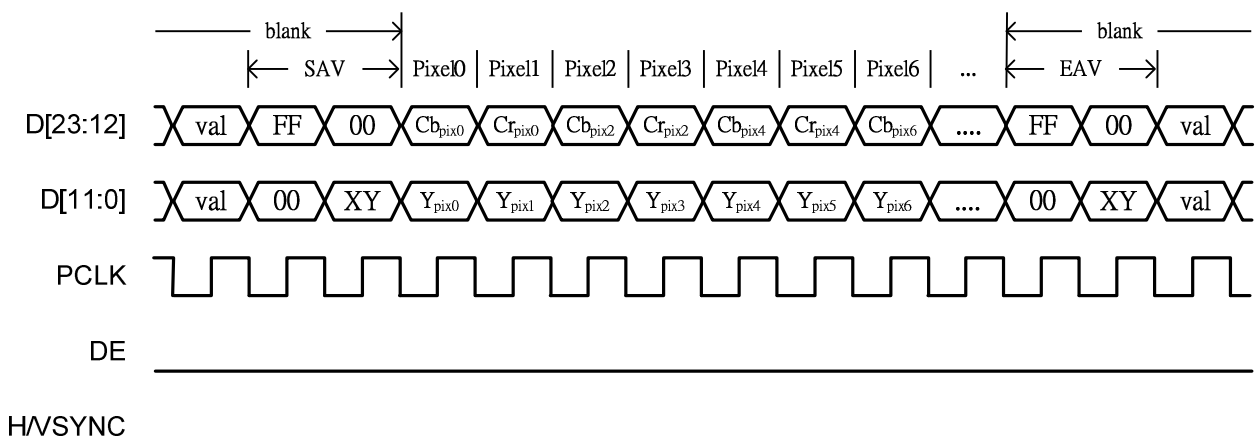 blank blank
SAV Pixel0 Pixel1 Pixel2 Pixel3 Pixel4 Pixel5 Pixel6 ... EAV
D[23:12] val FF 00 Cbpix0 Crpix0 Cbpix2 Crpix2 Cbpix4 Crpix4 Cbpix6 .... FF 00 val
D[11:0] val 00 XY Ypix0 Ypix1 Ypix2 Ypix3 Ypix4 Ypix5 Ypix6 .... 00 XY val
PCLK
DE
H/VSYNC